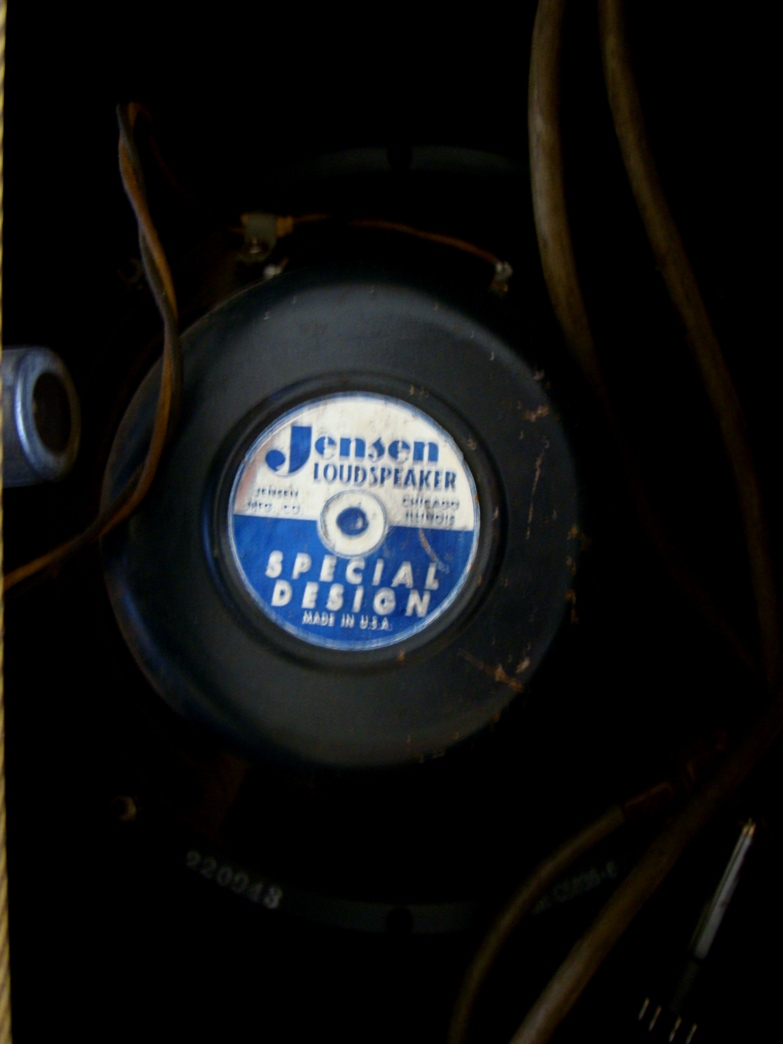 Jensen
LOUDSPEAKER
JENSEN
MFG. CO.
CHICAGO
ILLINOIS
SPECIAL
DESIGN
MADE IN U.S.A.
220043